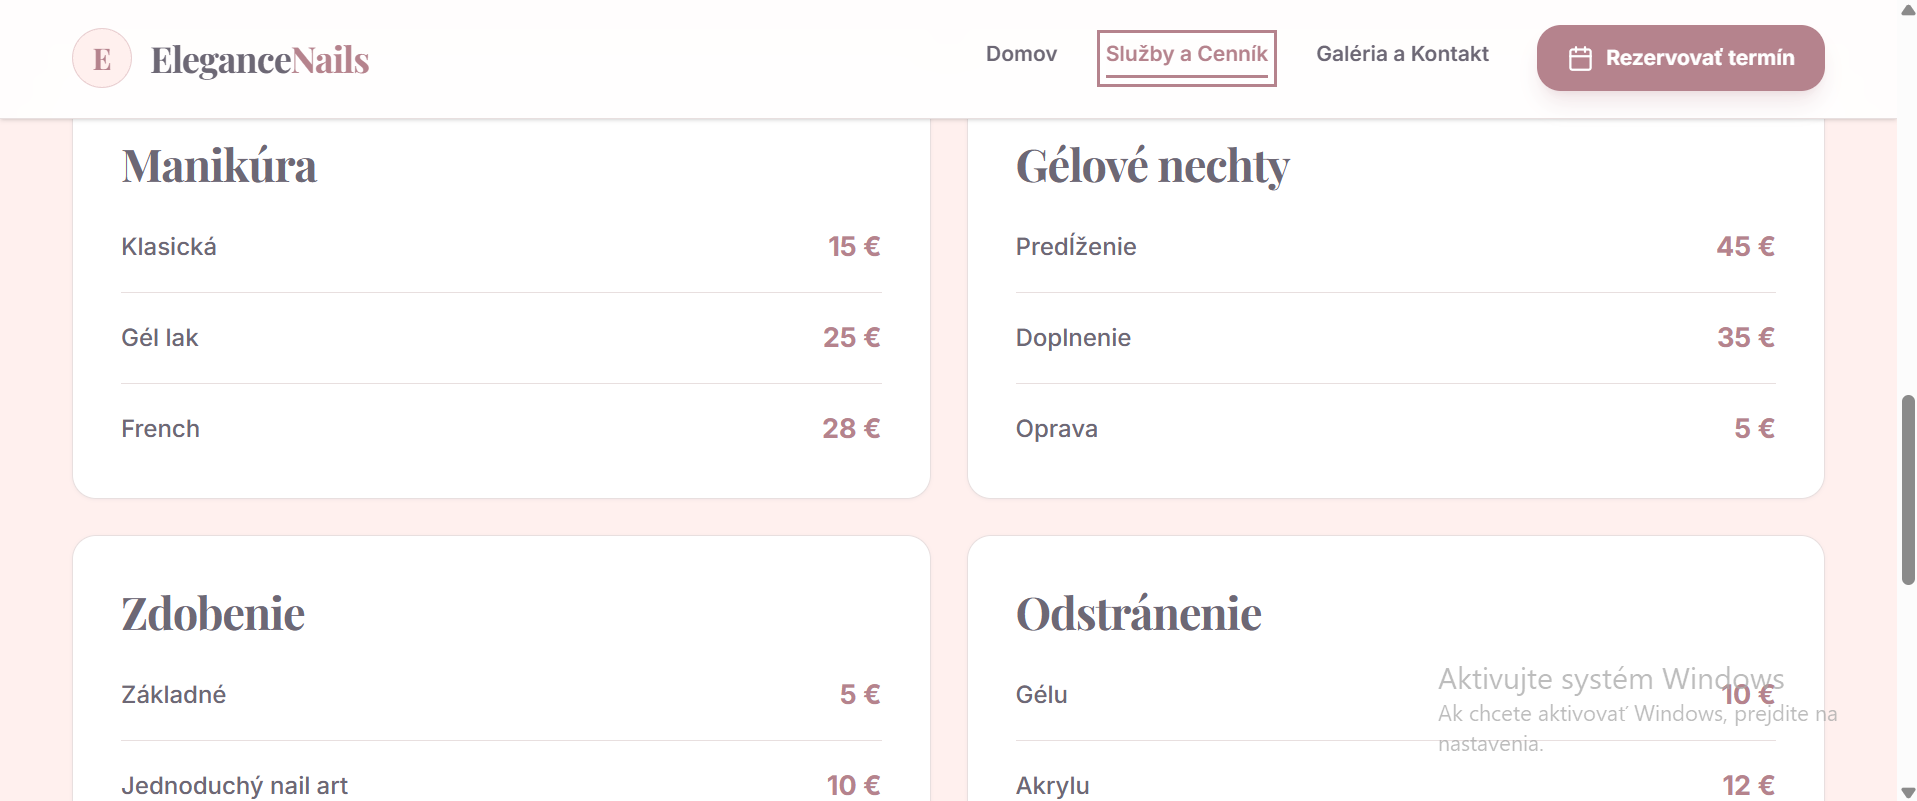 E EleganceNails Domov Služby a Cenník Galéria a Kontakt Rezervovať termín
Manikúra
Klasická 15 €
Gél lak 25 €
French 28 €
Gélové nechty
Predĺženie 45 €
Doplnenie 35 €
Oprava 5 €
Zdobenie
Základné 5 €
Jednoduchý nail art 10 €
Odstránenie
Gélu 10 €
Akrylu 12 €
Aktivujte systém Windows
Ak chcete aktivovať Windows, prejdite na
nastavenia.